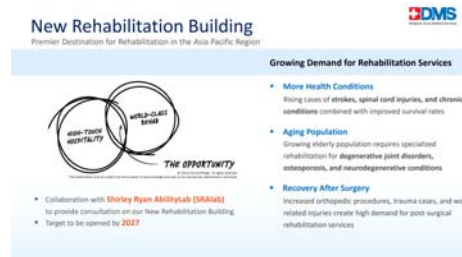 New Rehabilitation Building
Premier Destination for Rehabilitation in the Asia Pacific Region
BDMS
HIGH-TOUCH
HOSPITALITY
WORLD-CLASS
REHAB
THE OPPORTUNITY
Collaboration with Shirley Ryan AbilityLab (SRAlab)
to provide consultation on our New Rehabilitation Building
Target to be opened by 2027
Growing Demand for Rehabilitation Services
More Health Conditions
Rising cases of strokes, spinal cord injuries, and chronic
conditions combined with improved survival rates
Aging Population
Growing elderly population requires specialized
rehabilitation for degenerative joint disorders,
osteoporosis, and neurodegenerative conditions
Recovery After Surgery
Increased orthopedic procedures, trauma cases, and
related injuries create high demand for post-surgical
rehabilitation services